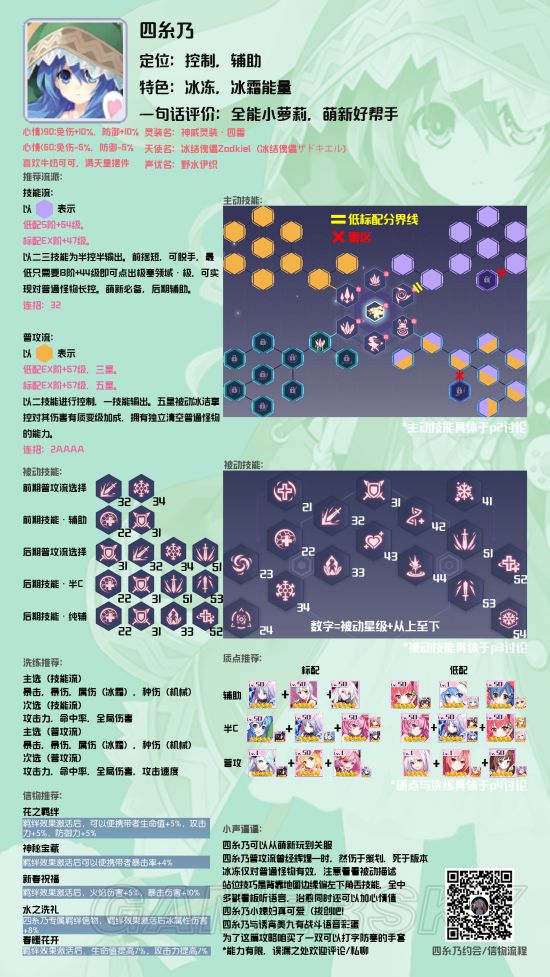 四糸乃
定位：控制，辅助
特色：冰冻，冰霜能量
一句话评价：全能小萝莉，萌新好帮手
心情>90:免伤+10%，防御+10%
心情<60:免伤-5%，防御-5%
喜欢牛奶可可，满天星摆件
灵装名：神威灵装·四番
天使名：冰结傀儡Zadkiel（冰结傀儡ザドキエル）
声优名：野水伊织
推荐流派：
技能流：
以 表示
低配5阶+54级。
标配EX阶+47级。
以二三技能为半控半输出。前摇短，可脱手，最
低只需要8阶+44级即可点出极寒领域·极，可实
现对普通怪物长控。萌新必备，后期辅助。
连招：32
普攻流：
以 表示
低配EX阶+57级，三星。
标配EX阶+57级，五星。
以二技能进行控制，一技能输出。五星被动冰洁掌
控对其伤害有质变级加成，拥有独立清空普通怪物
的能力。
连招：2AAAA
主动技能：
低标配分界线
雷区
*主动技能具体于p2讨论
被动技能：
前期普攻流选择
32 34
前期技能·辅助
22 31
后期普攻流选择
31 32 34 51
后期技能·半C
22 31 51 53
后期技能·纯辅
22 31 33 52
被动技能：
21 31 41
32 42
22 33 43 51
23 44 52
34 53
24 54
数字=被动星级+从上至下
*被动技能具体于p3讨论
洗练推荐：
主选（技能流）
暴击，暴伤，属伤（冰霜），种伤（机械）
次选（技能流）
攻击力，命中率，全局伤害
主选（普攻流）
暴击，暴伤，属伤（冰霜），种伤（机械）
次选（普攻流）
攻击力，命中率，全局伤害，攻击速度
质点推荐：
标配 低配
辅助
半C
普攻
*质点与洗练具体于p4讨论
信物推荐：
花之羁绊
羁绊效果激活后，可以使携带者生命值+5%、攻击
力+5%、防御力+5%
神秘宝藏
羁绊效果激活后可以使携带者暴击率+4%
新春祝福
羁绊效果激活后，火焰伤害+5%、暴击伤害+10%
水之洗礼
四糸乃专属羁绊信物，羁绊效果激活后冰属性伤害
+8%
春暖花开
羁绊效果激活后，生命值提高7%、攻击力提高7%
小声逼逼：
四糸乃可以从萌新玩到关服
四糸乃普攻流曾经辉煌一时，然伤于策划，死于版本
冰冻仅对普通怪物有效，注意看看被动描述
站位技巧是背靠地图边缘偏左下角丢技能，全中
多戳看板听语音，治愈同时还可以加心情值
四糸乃小媳妇真可爱（拔剑吧！
四糸乃与诱宵美九有战斗语音彩蛋
为了这篇攻略咱买了一双可以打字防寒的手套
*能力有限，误漏之处欢迎评论/私聊
四糸乃约会/信物流程